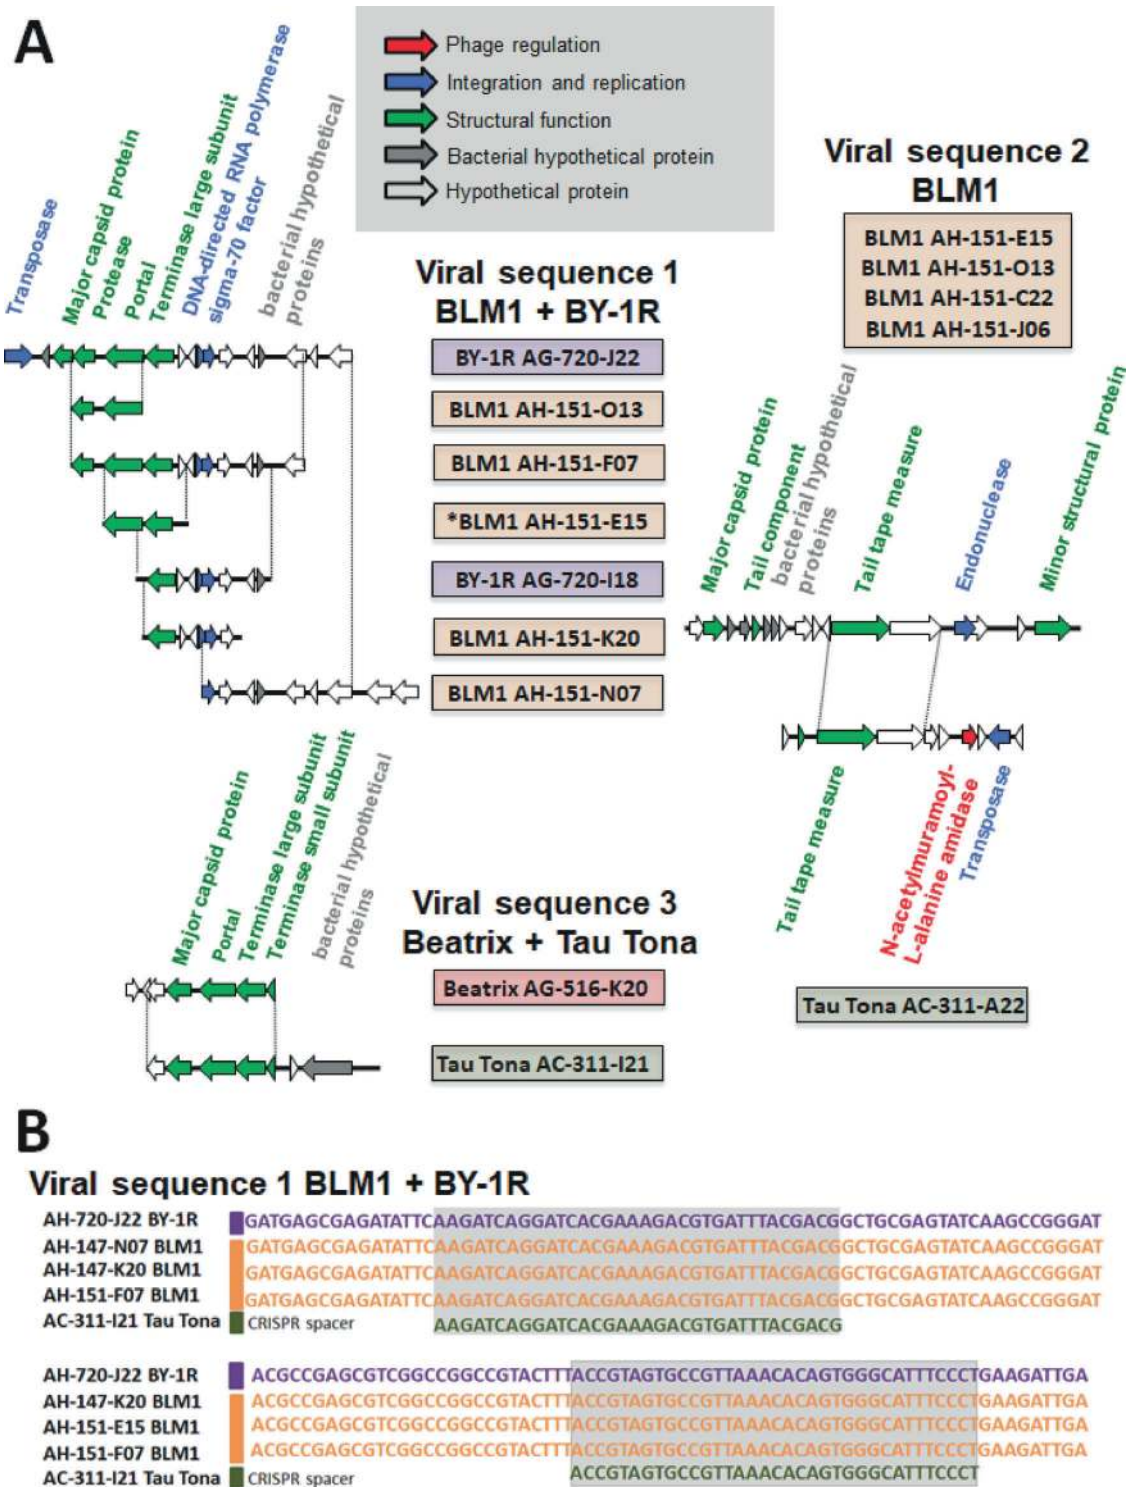 A
Phage regulation
Integration and replication
Structural function
Bacterial hypothetical protein
Hypothetical protein
Transposase
Major capsid protein
Protease
Portal
Terminase large subunit
DNA-directed RNA polymerase
sigma-70 factor
bacterial hypothetical
proteins
Viral sequence 1
BLM1 + BY-1R
BY-1R AG-720-J22
BLM1 AH-151-O13
BLM1 AH-151-F07
*BLM1 AH-151-E15
BY-1R AG-720-I18
BLM1 AH-151-K20
BLM1 AH-151-N07
Viral sequence 2
BLM1
BLM1 AH-151-E15
BLM1 AH-151-O13
BLM1 AH-151-C22
BLM1 AH-151-J06
Major capsid protein
Tail component
bacterial hypothetical
proteins
Tail tape measure
Endonuclease
Minor structural protein
Tail tape measure
N-acetylmuramoyl-
L-alanine amidase
Transposase
Tau Tona AC-311-A22
Major capsid protein
Portal
Terminase large subunit
Terminase small subunit
bacterial hypothetical
proteins
Viral sequence 3
Beatrix + Tau Tona
Beatrix AG-516-K20
Tau Tona AC-311-I21
B
Viral sequence 1 BLM1 + BY-1R
AH-720-J22 BY-1R GATGAGCGAGATATTCAAGATCAGGATCACGAAAGACGTGATTTACGACGGCTGCGAGTATCAAGCCGGGAT
AH-147-N07 BLM1 GATGAGCGAGATATTCAAGATCAGGATCACGAAAGACGTGATTTACGACGGCTGCGAGTATCAAGCCGGGAT
AH-147-K20 BLM1 GATGAGCGAGATATTCAAGATCAGGATCACGAAAGACGTGATTTACGACGGCTGCGAGTATCAAGCCGGGAT
AH-151-F07 BLM1 GATGAGCGAGATATTCAAGATCAGGATCACGAAAGACGTGATTTACGACGGCTGCGAGTATCAAGCCGGGAT
AC-311-I21 Tau Tona CRISPR spacer AAGATCAGGATCACGAAAGACGTGATTTACGACG
AH-720-J22 BY-1R ACGCCGAGCGTCGGCCGGCCGTACTTTACCGTAGTGCCGTTAAACACAGTGGGCATTTCCCTGAAGATTGA
AH-147-K20 BLM1 ACGCCGAGCGTCGGCCGGCCGTACTTTACCGTAGTGCCGTTAAACACAGTGGGCATTTCCCTGAAGATTGA
AH-151-E15 BLM1 ACGCCGAGCGTCGGCCGGCCGTACTTTACCGTAGTGCCGTTAAACACAGTGGGCATTTCCCTGAAGATTGA
AH-151-F07 BLM1 ACGCCGAGCGTCGGCCGGCCGTACTTTACCGTAGTGCCGTTAAACACAGTGGGCATTTCCCTGAAGATTGA
AC-311-I21 Tau Tona CRISPR spacer ACCGTAGTGCCGTTAAACACAGTGGGCATTTCCCT